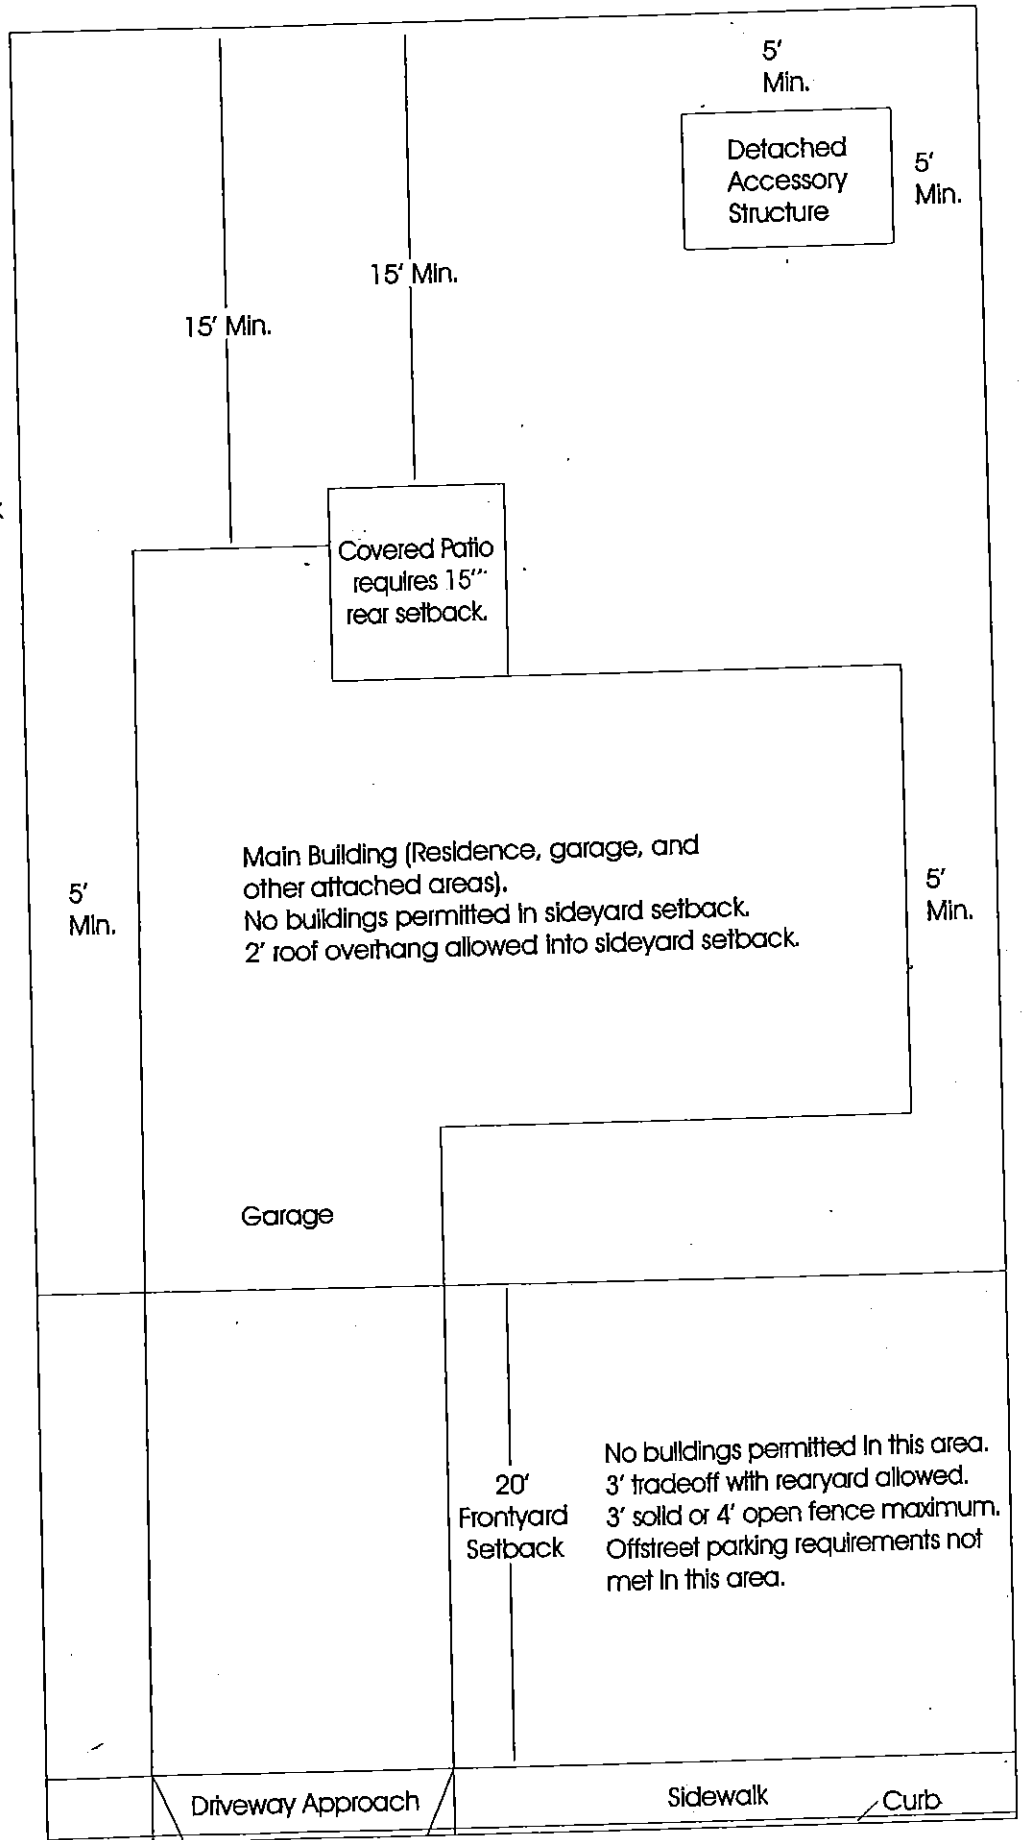 5'
Min.
Detached
Accessory
Structure
5'
Min.
15' Min.
15' Min.
Covered Patio
requires 15"
rear setback.
Main Building (Residence, garage, and
other attached areas).
No buildings permitted in sideyard setback.
2' roof overhang allowed into sideyard setback.
5'
Min.
5'
Min.
Garage
20'
Frontyard
Setback
No buildings permitted in this area.
3' tradeoff with rearyard allowed.
3' solid or 4' open fence maximum.
Offstreet parking requirements not
met in this area.
Driveway Approach
Sidewalk
Curb